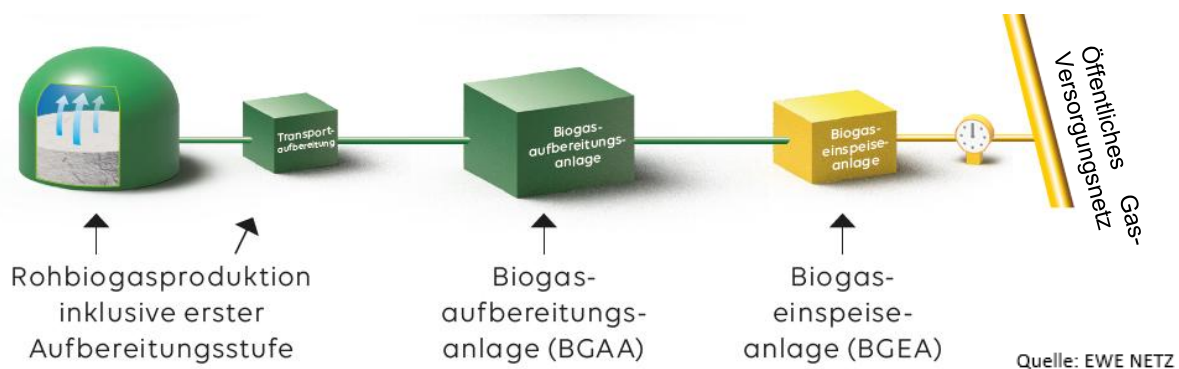 Transport-
aufbereitung
Biogas-
aufbereitungs-
anlage
Biogas-
einspeise-
anlage
Öffentliches Gas-
Versorgungsnetz
Rohbiogasproduktion
inklusive erster
Aufbereitungsstufe
Biogas-
aufbereitungs-
anlage (BGAA)
Biogas-
einspeise-
anlage (BGEA)
Quelle: EWE NETZ